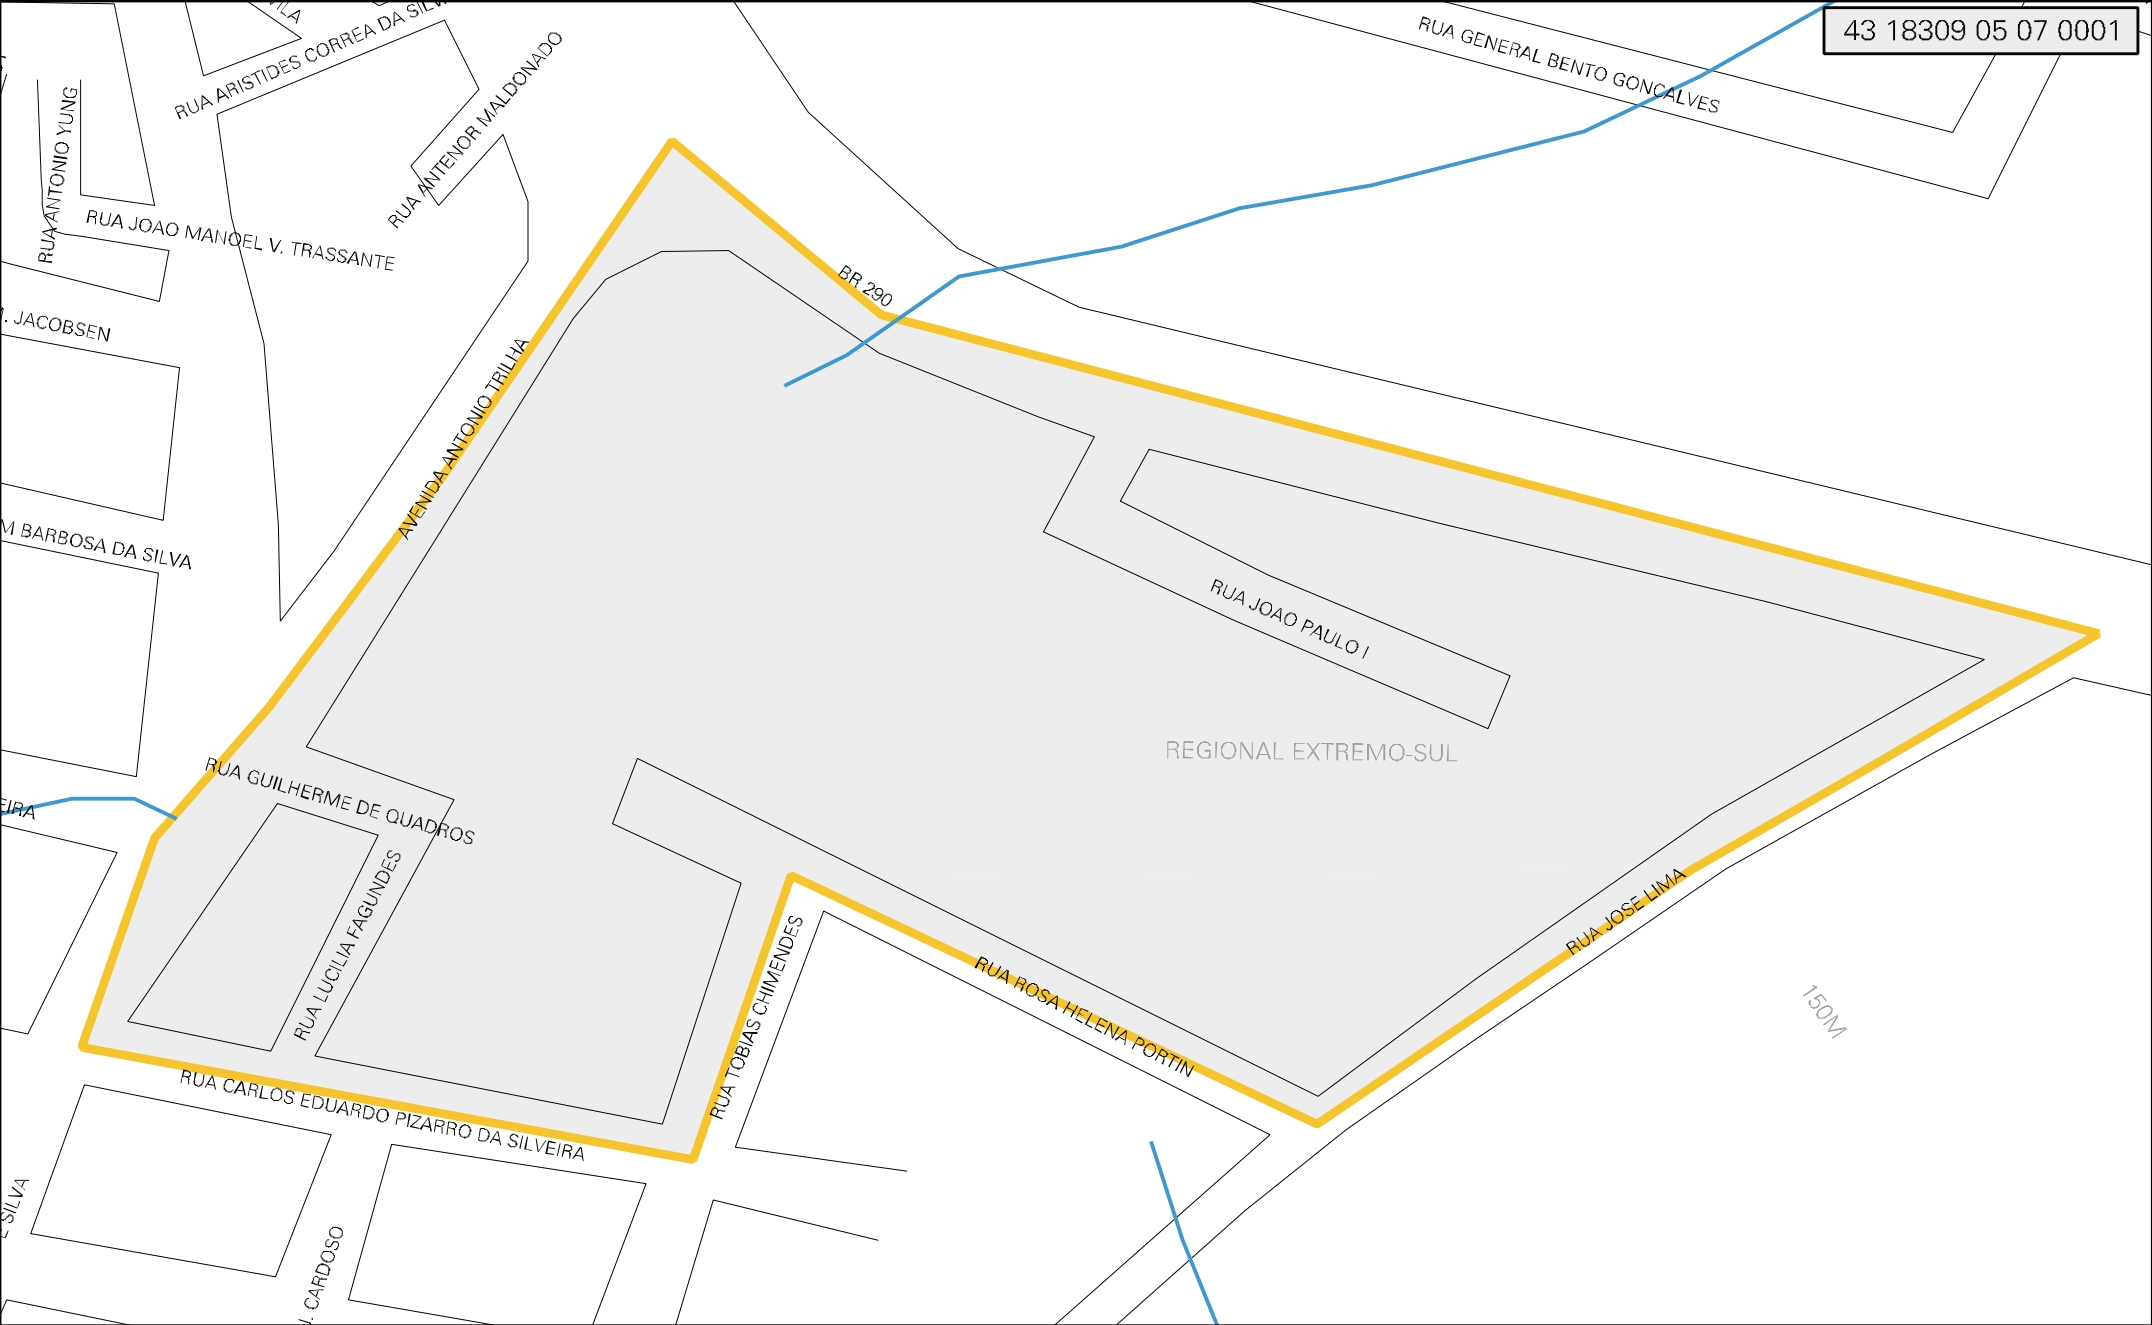 43 18309 05 07 0001
RUA GENERAL BENTO GONCALVES
RUA ARISTIDES CORREA DA
RUA ANTENOR MALDONADO
RUA ANTONIO YUNG
RUA JOAO MANOEL V. TRASSANTE
BR 290
JACOBSEN
AVENIDA ANTONIO TRILHA
BARBOSA DA SILVA
RUA JOAO PAULO I
REGIONAL EXTREMO-SUL
RUA GUILHERME DE QUADROS
EIRA
RUA LUCILIA FAGUNDES
RUA JOSE LIMA
RUA TOBIAS CHIMENDES
RUA ROSA HELENA PORTIN
150M
RUA CARLOS EDUARDO PIZARRO DA SILVEIRA
SILVA
CARDOSO